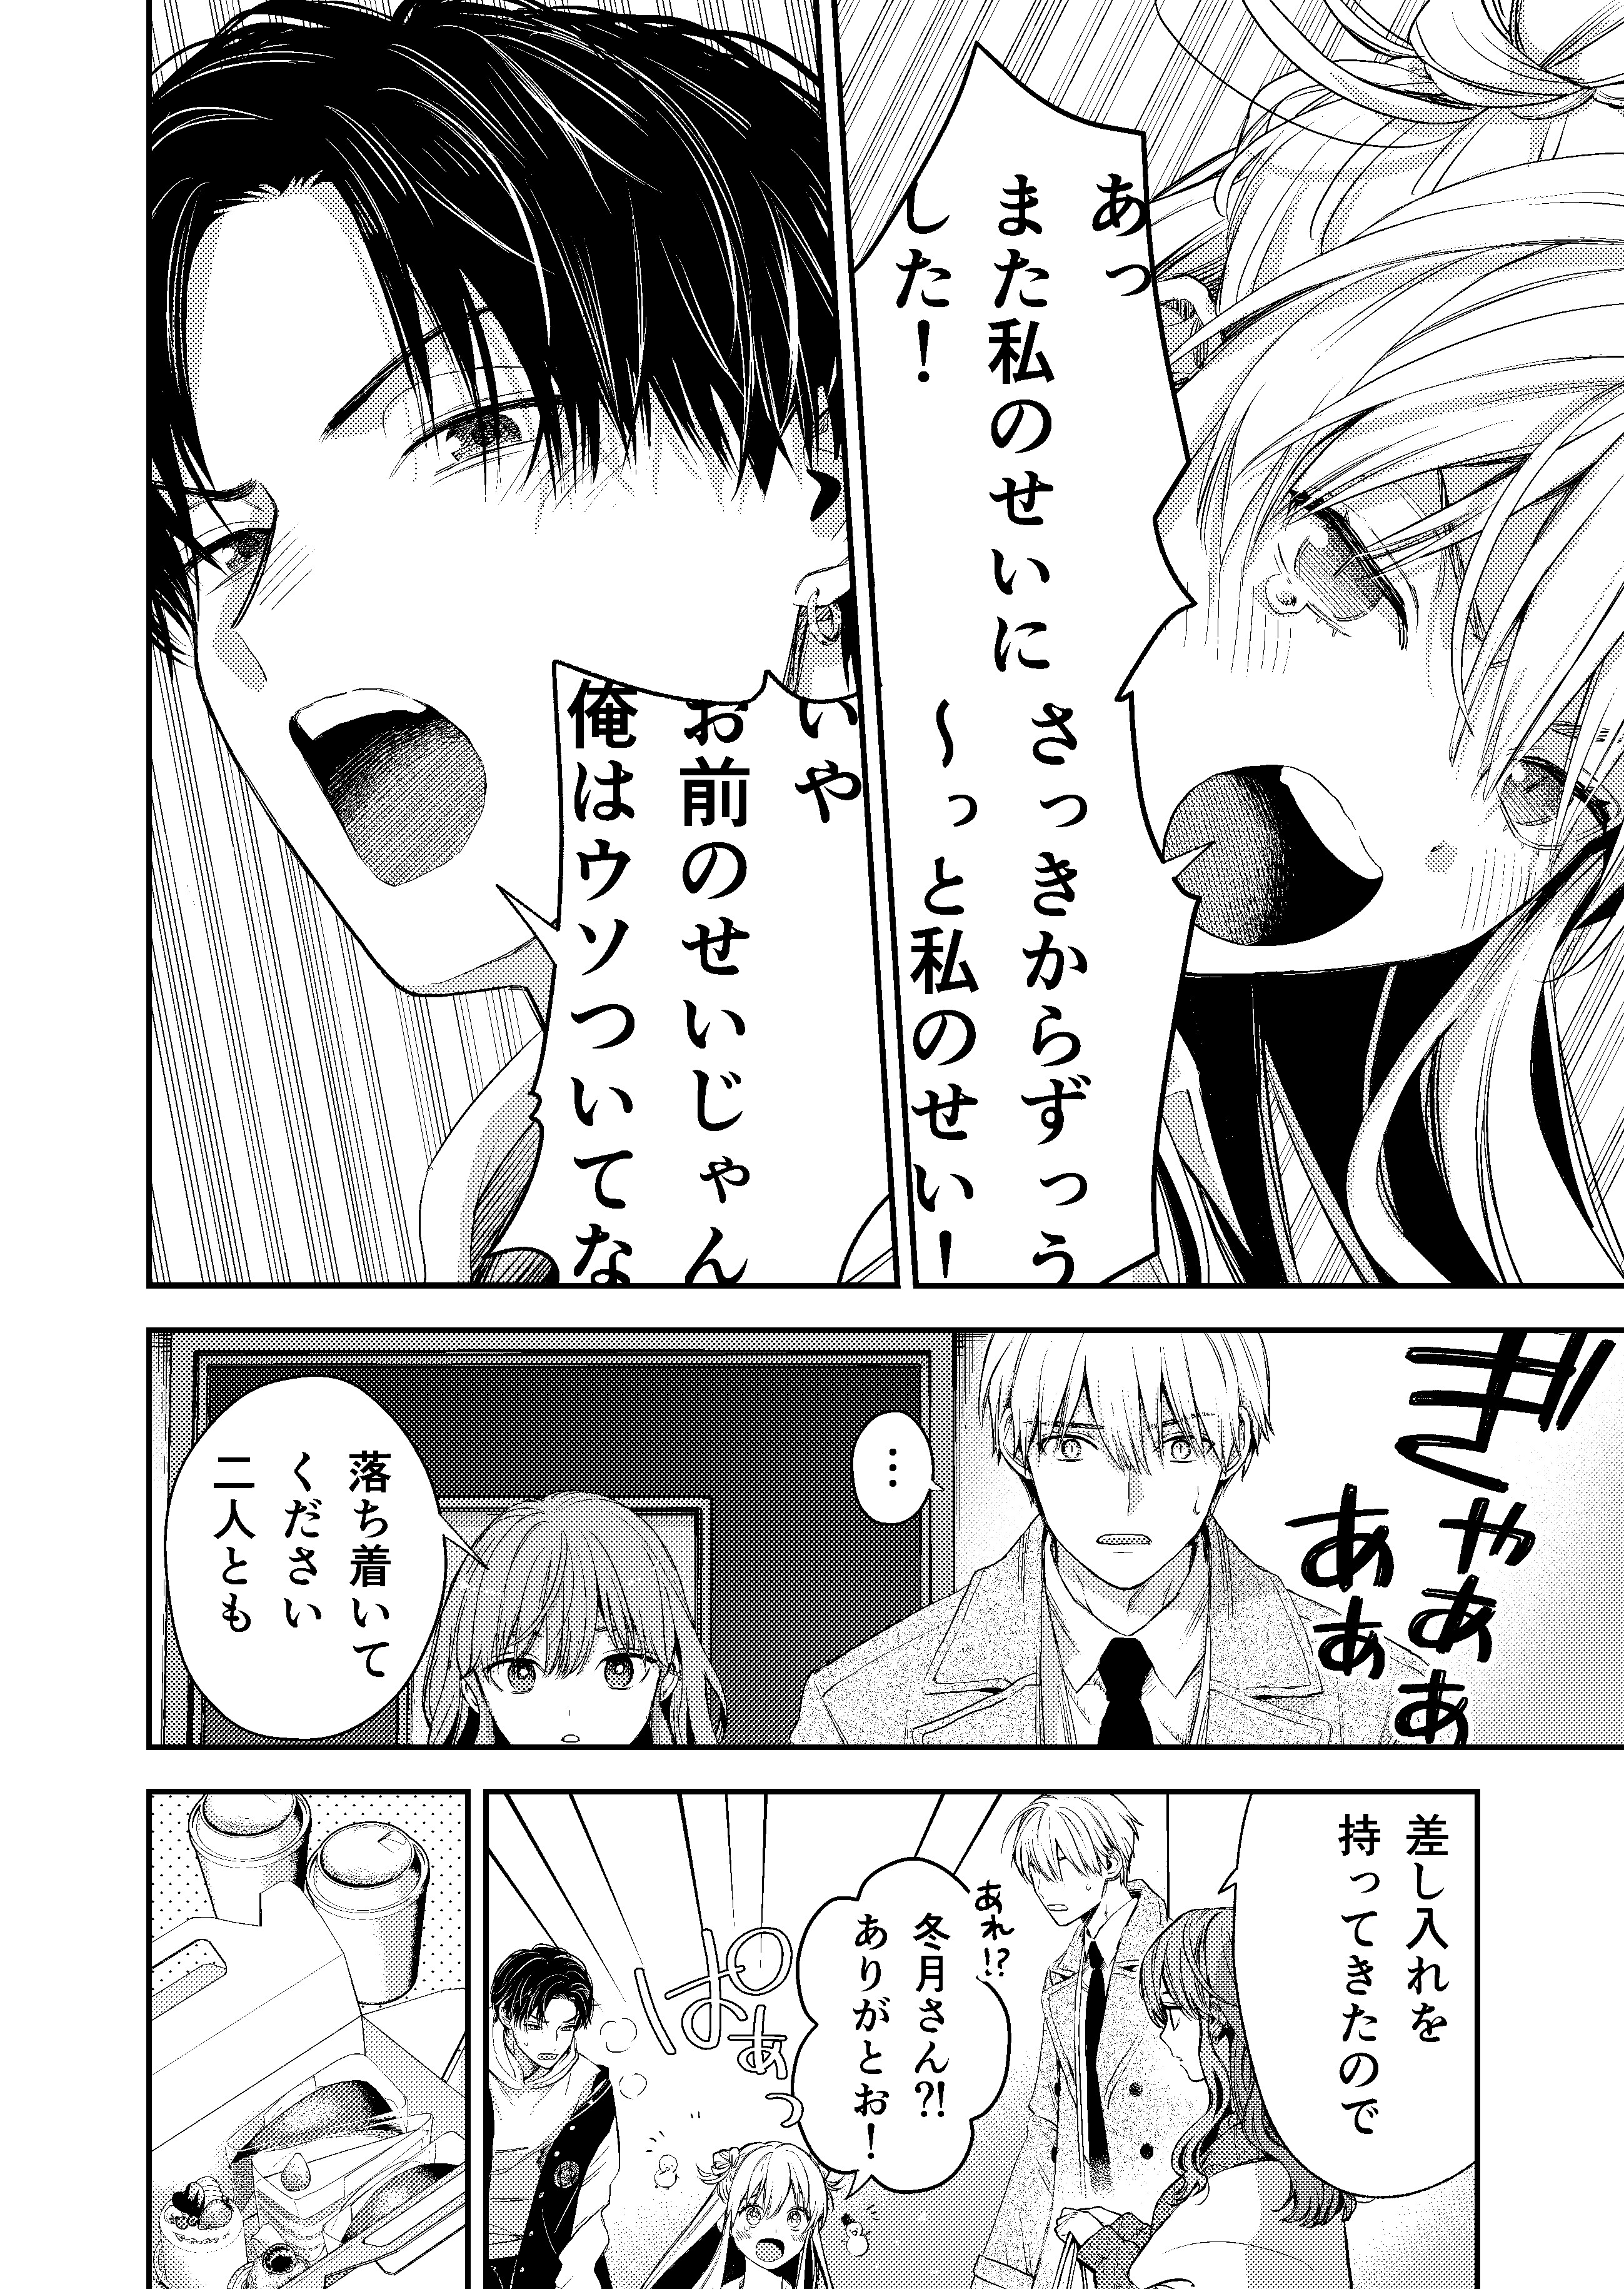 あっ
また私のせいに
した！
さっきからずっう
～っと私のせい！
いや
お前のせいじゃん
俺はウソついてな
ぎゃあああ
あああ
…
落ち着いて
ください
二人とも
差し入れを
持ってきたので
あれ!?
冬月さん?!
ありがとお！
ぱあぁっ